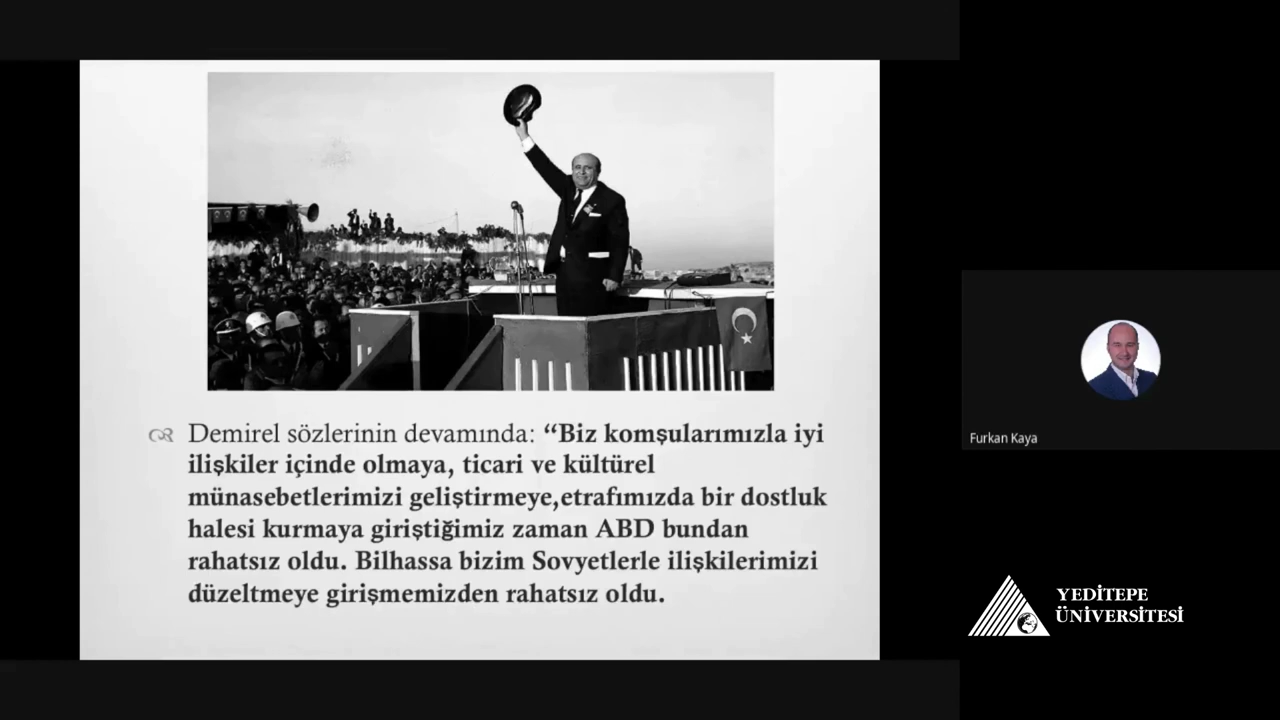 Demirel sözlerinin devamında: “Biz komşularımızla iyi
ilişkiler içinde olmaya, ticari ve kültürel
münasebetlerimizi geliştirmeye,etrafımızda bir dostluk
halesi kurmaya giriştiğimiz zaman ABD bundan
rahatsız oldu. Bilhassa bizim Sovyetlerle ilişkilerimizi
düzeltmeye girişmemizden rahatsız oldu.
Furkan Kaya
YEDİTEPE
ÜNİVERSİTESİ